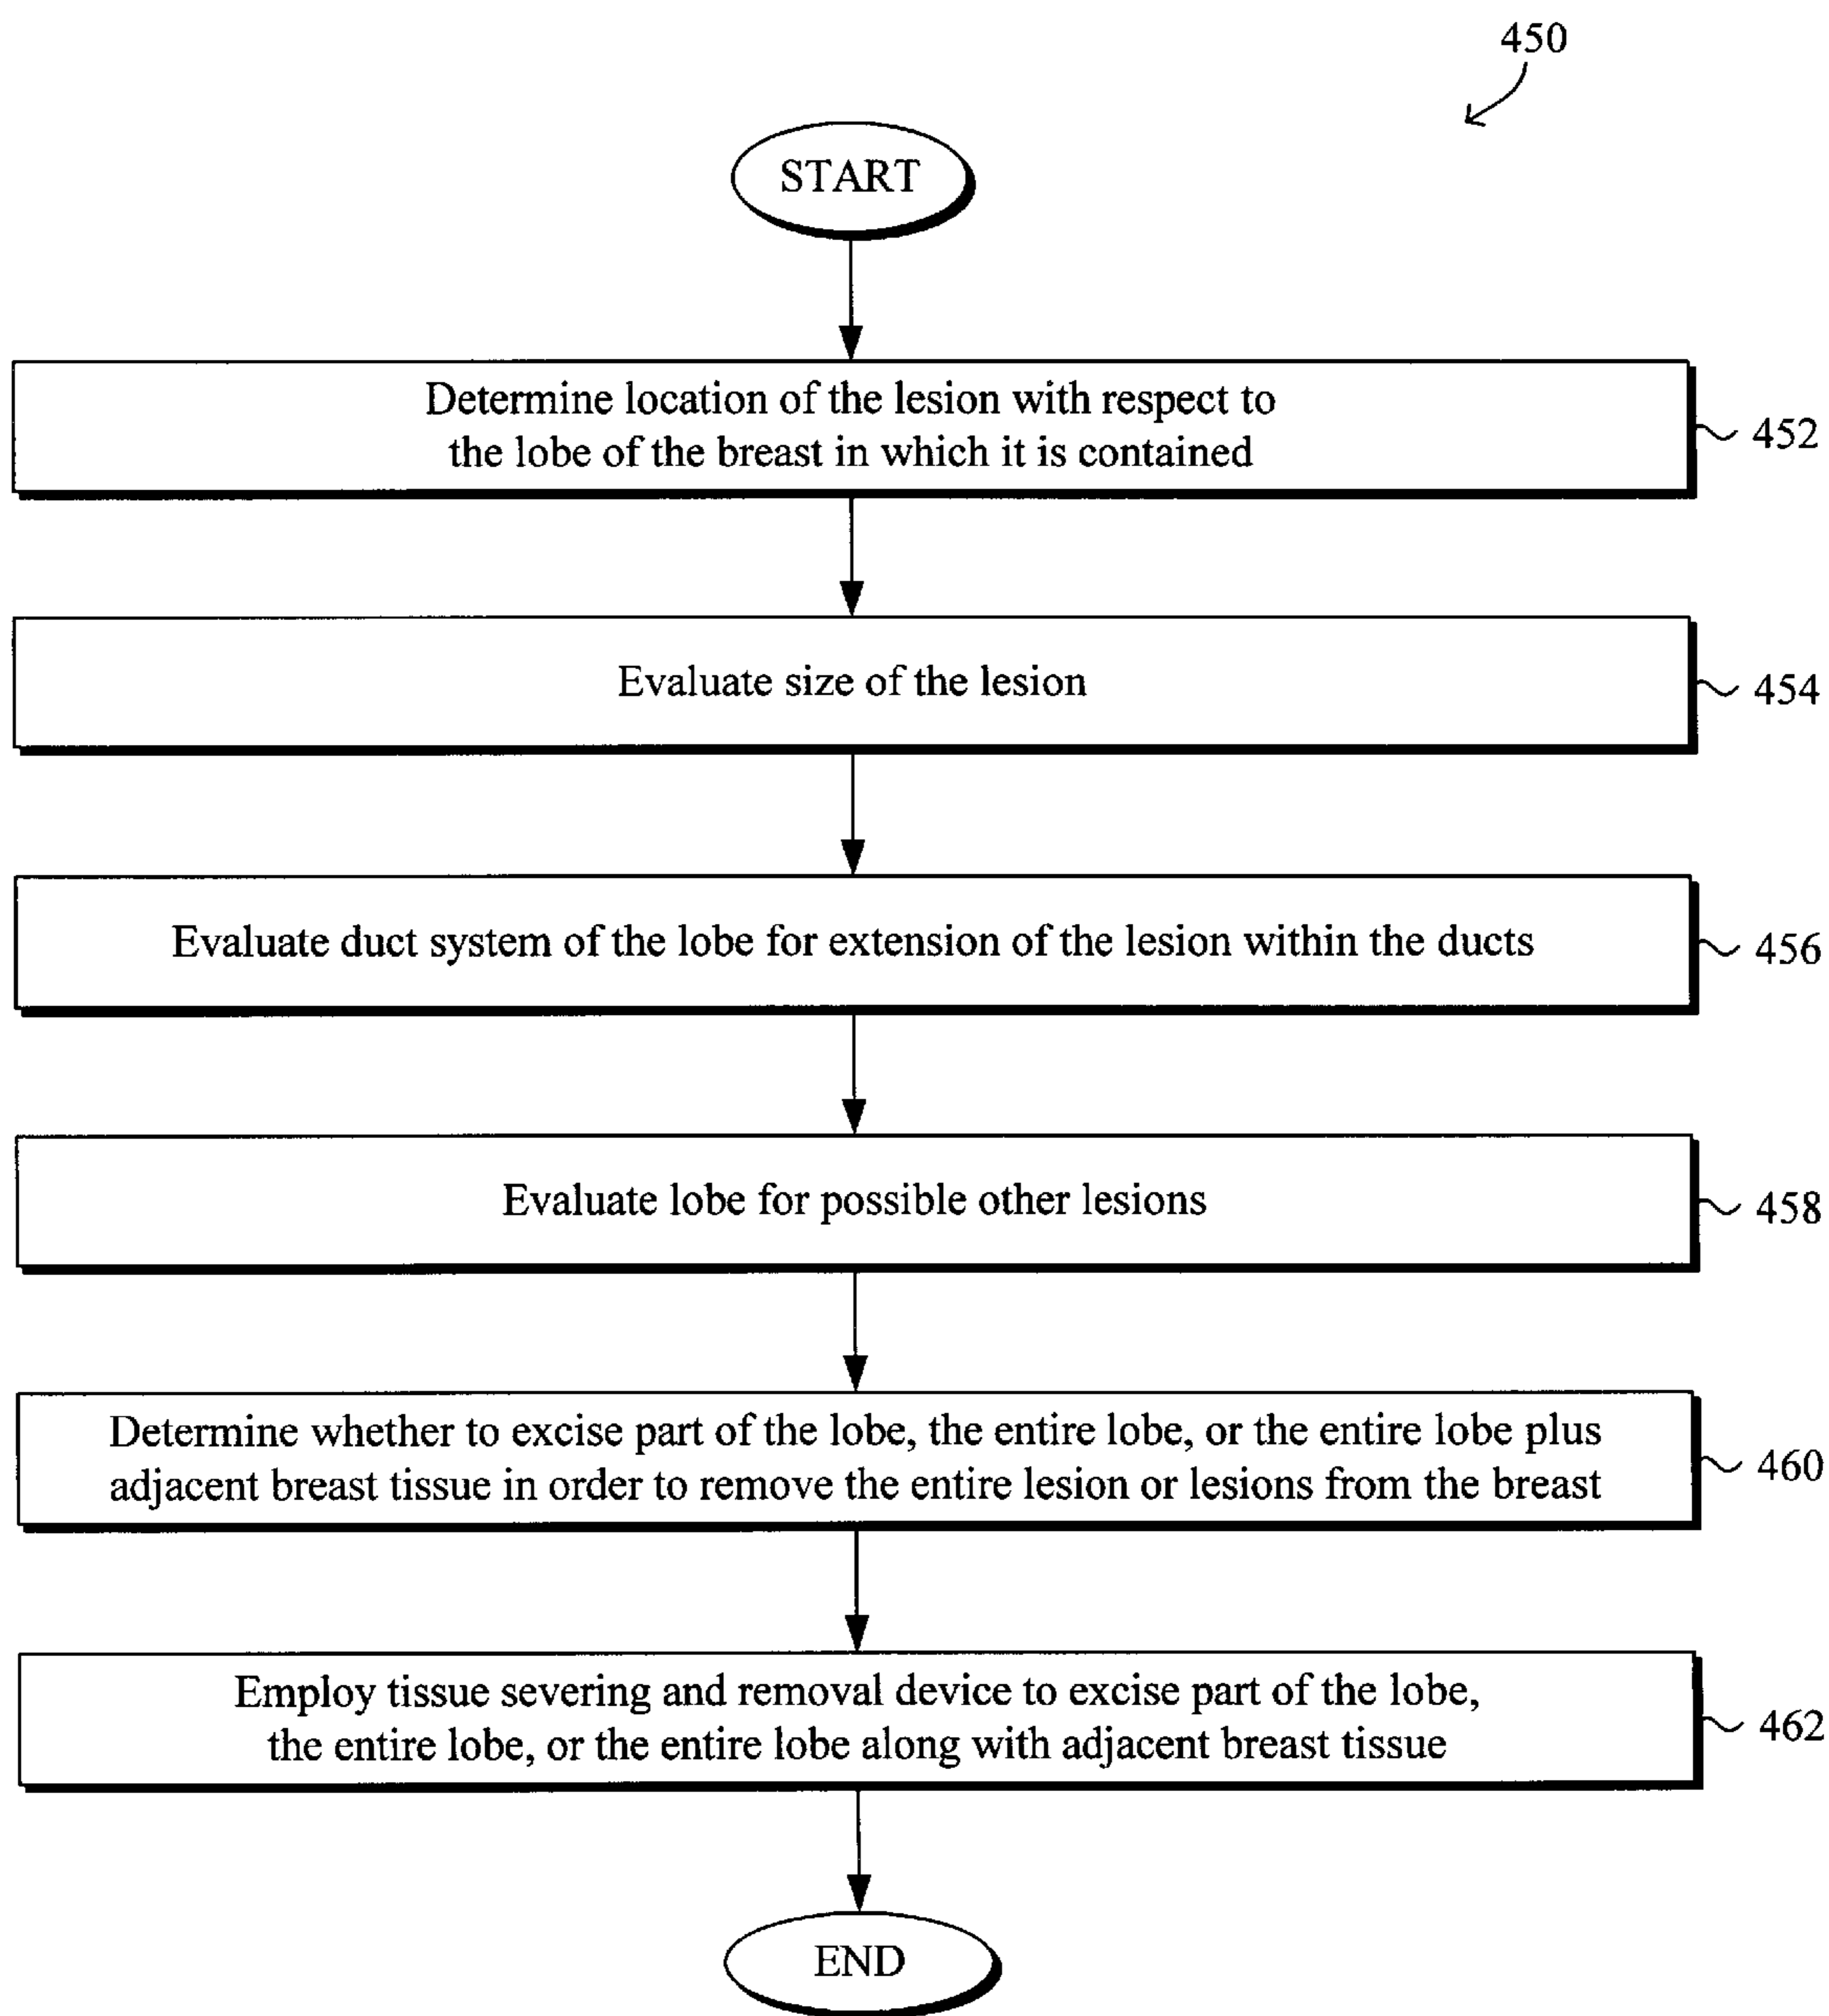 450
START
Determine location of the lesion with respect to
the lobe of the breast in which it is contained
452
Evaluate size of the lesion
454
Evaluate duct system of the lobe for extension of the lesion within the ducts
456
Evaluate lobe for possible other lesions
458
Determine whether to excise part of the lobe, the entire lobe, or the entire lobe plus
adjacent breast tissue in order to remove the entire lesion or lesions from the breast
460
Employ tissue severing and removal device to excise part of the lobe,
the entire lobe, or the entire lobe along with adjacent breast tissue
462
END